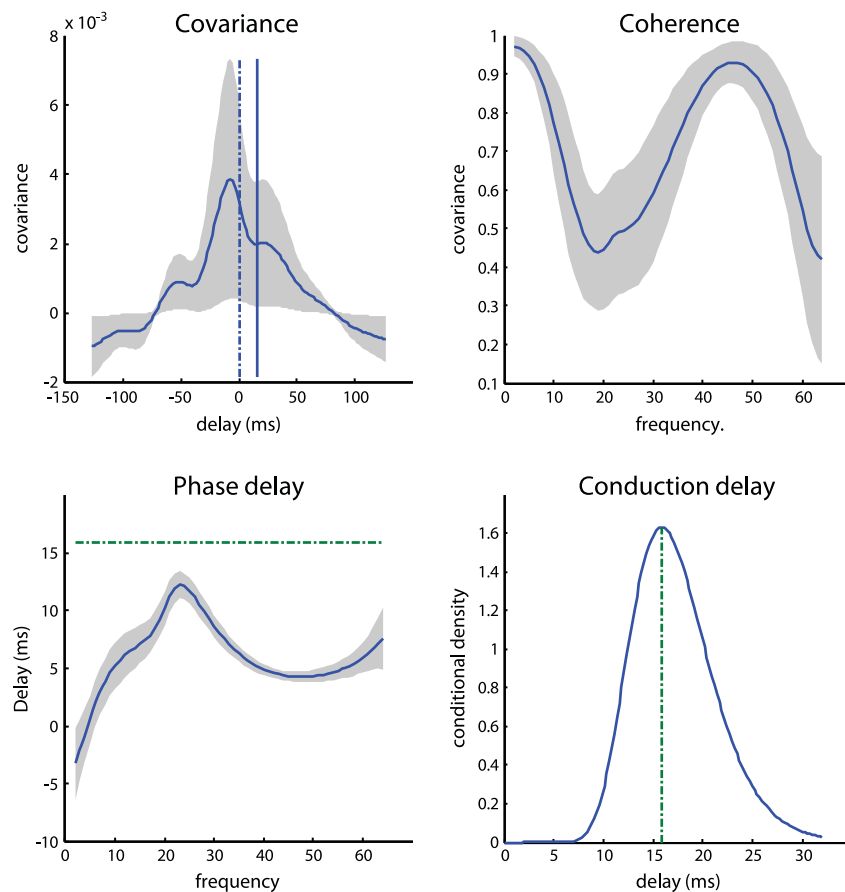 x 10-3
Covariance
8
6
4
2
0
-2
covariance
-150 -100 -50 0 50 100
delay (ms)
Coherence
1
0.9
0.8
0.7
0.6
0.5
0.4
0.3
0.2
0.1
covariance
0 10 20 30 40 50 60
frequency.
Phase delay
15
10
5
0
-5
-10
Delay (ms)
0 10 20 30 40 50 60
frequency
Conduction delay
1.6
1.4
1.2
1
0.8
0.6
0.4
0.2
0
conditional density
0 5 10 15 20 25 30
delay (ms)